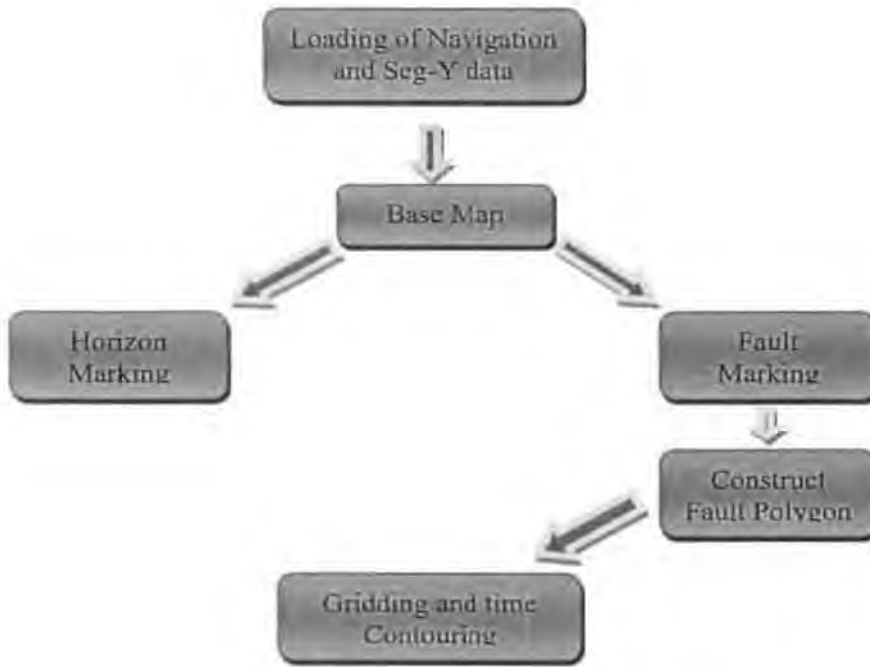 Loading of Navigation
and Seg-Y data
Base Map
Horizon
Marking
Fault
Marking
Construct
Fault Polygon
Gridding and time
Contouring